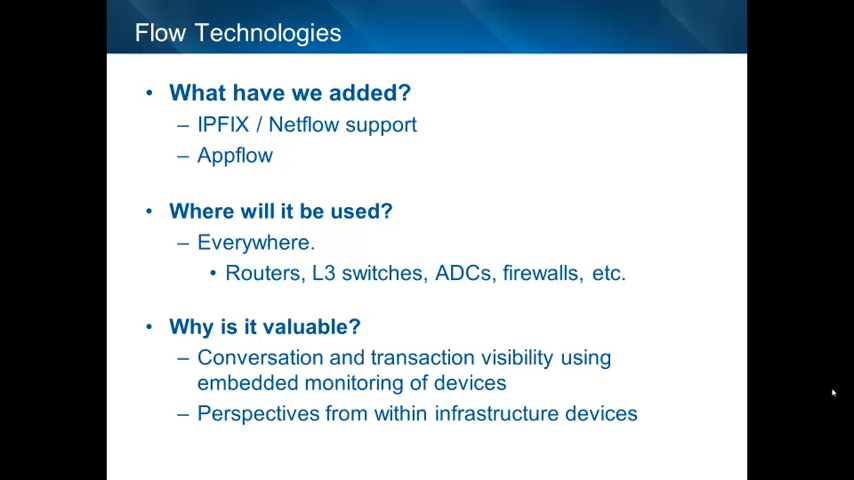 Flow Technologies
• What have we added?
– IPFIX / Netflow support
– Appflow
• Where will it be used?
– Everywhere.
• Routers, L3 switches, ADCs, firewalls, etc.
• Why is it valuable?
– Conversation and transaction visibility using
embedded monitoring of devices
– Perspectives from within infrastructure devices